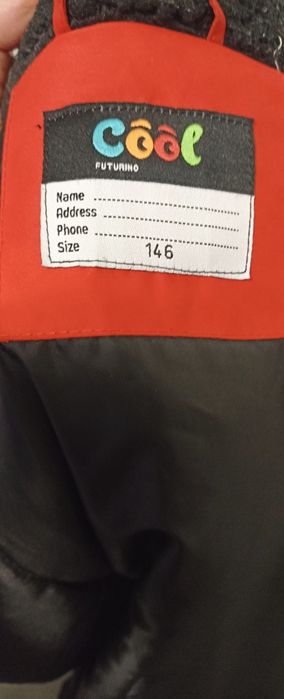 Cool
FUTURINO
Name
Address
Phone
Size 146